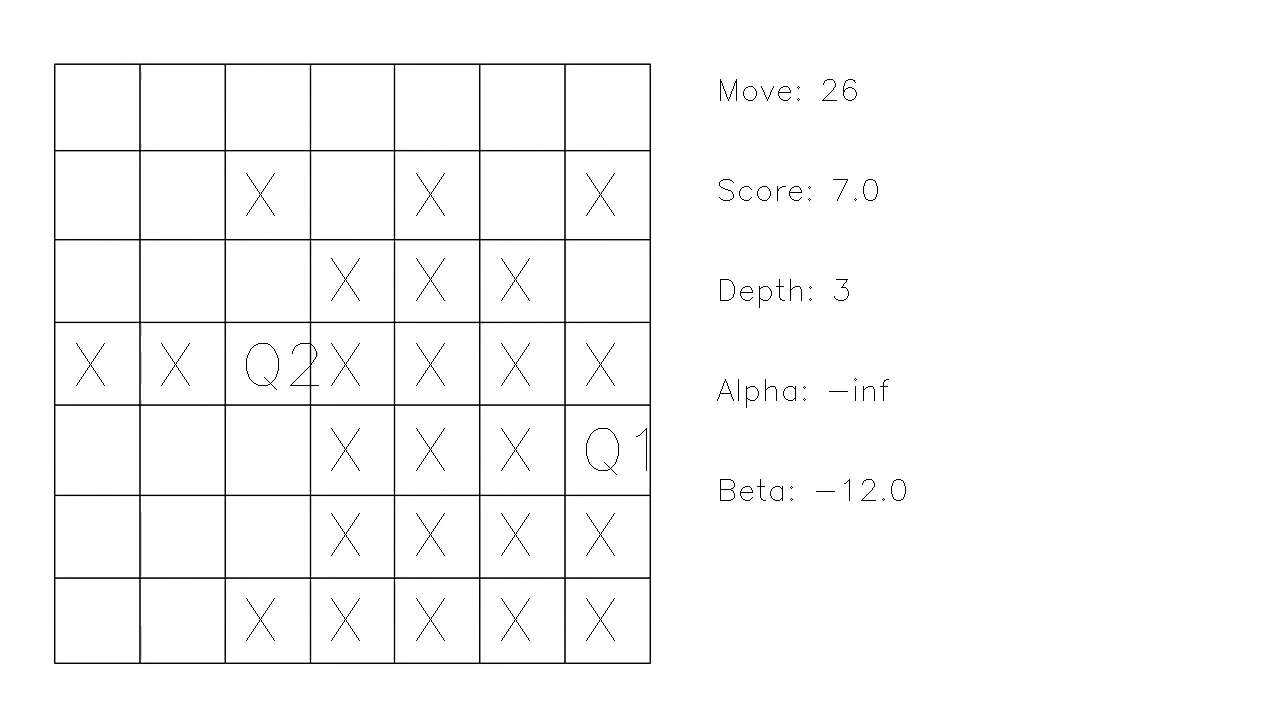 Move: 26
X X X
Score: 7.0
X X X
Depth: 3
X X Q2 X X X X
Alpha: -inf
X X X Q1
Beta: -12.0
X X X X
X X X X X